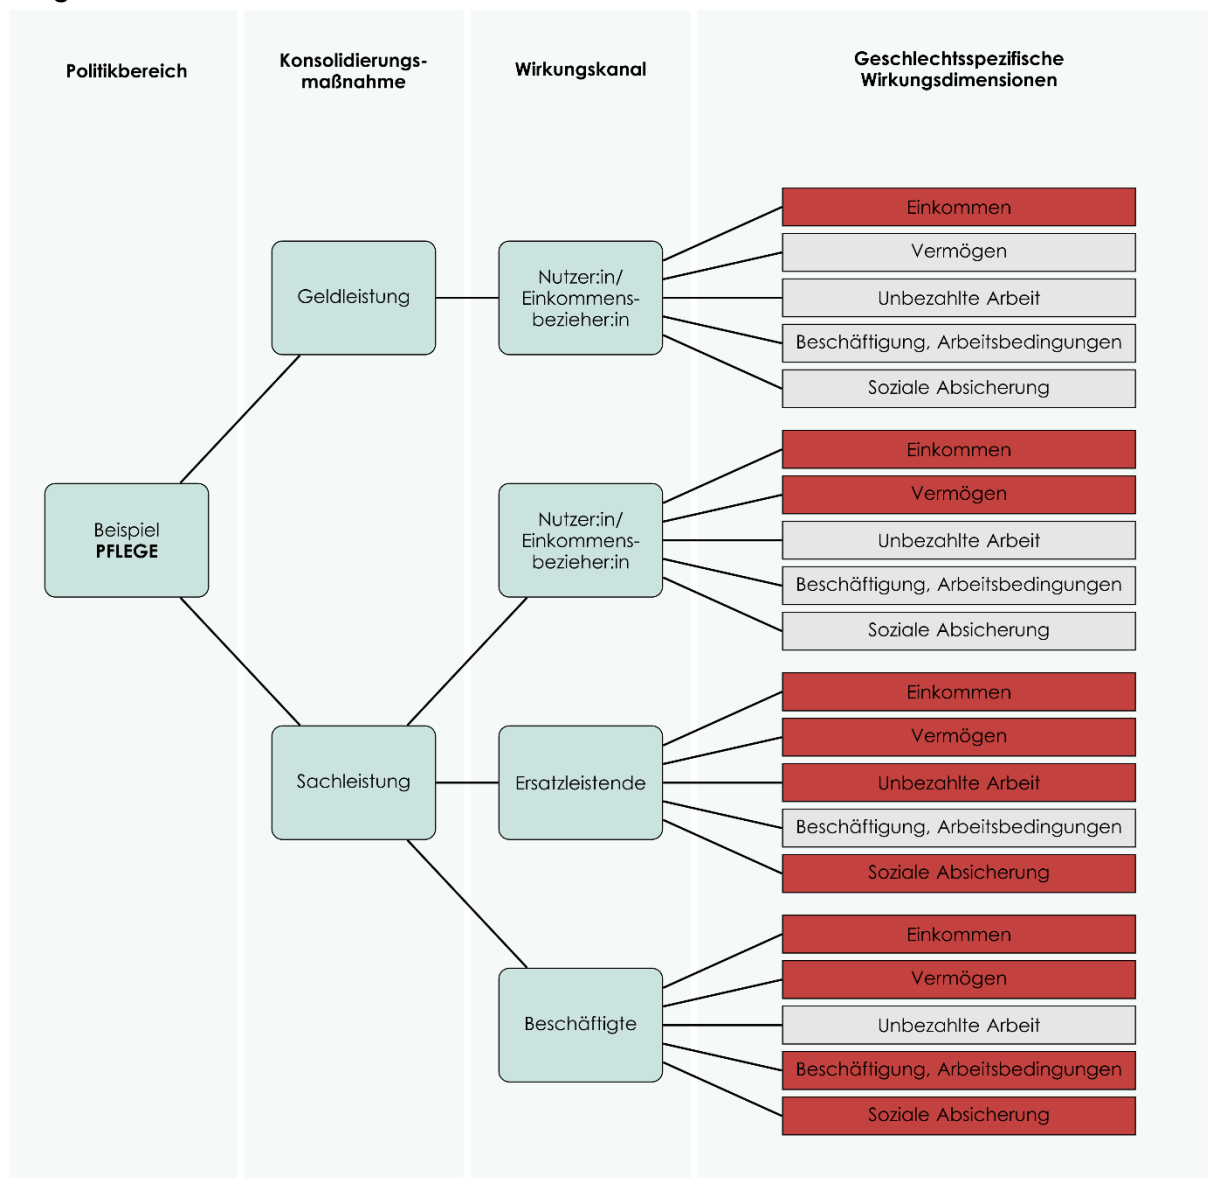 Politikbereich
Konsolidierungs-
maßnahme
Wirkungskanal
Geschlechtsspezifische
Wirkungsdimensionen
Beispiel
PFLEGE
Geldleistung
Nutzer:in/
Einkommens-
bezieher:in
Einkommen
Vermögen
Unbezahlte Arbeit
Beschäftigung, Arbeitsbedingungen
Soziale Absicherung
Sachleistung
Nutzer:in/
Einkommens-
bezieher:in
Einkommen
Vermögen
Unbezahlte Arbeit
Beschäftigung, Arbeitsbedingungen
Soziale Absicherung
Ersatzleistende
Einkommen
Vermögen
Unbezahlte Arbeit
Beschäftigung, Arbeitsbedingungen
Soziale Absicherung
Beschäftigte
Einkommen
Vermögen
Unbezahlte Arbeit
Beschäftigung, Arbeitsbedingungen
Soziale Absicherung